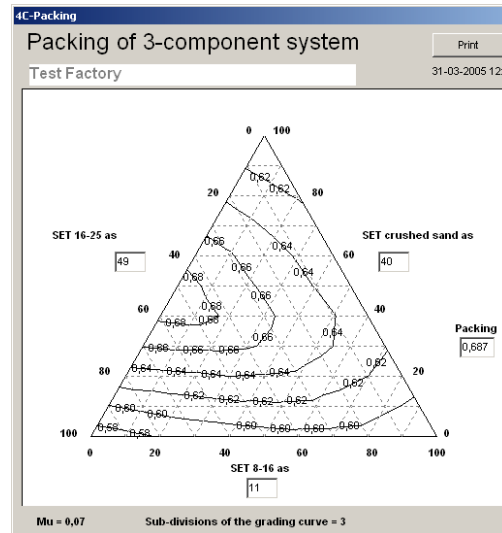 4C-Packing
Packing of 3-component system
Print
Test Factory
31-03-2005 12:
0 100
0,62
0,62
20 80
0,66 0,64
SET 16-25 as SET crushed sand as
49 40 0,66 0,64 60 40
0,68
0,66
60 0,68 0,68 40
0,68 0,66 0,64
Packing
0,66 0,66 0,66
0,687
80 0,64 0,64 0,64 0,64 0,64 0,62 20
0,62 0,62 0,62 0,62 0,62
0,60 0,60
0,58 0,58 0,60 0,60 0,60
100 0
0 20 40 60 80 100
SET 8-16 as
11
Mu = 0,07 Sub-divisions of the grading curve = 3